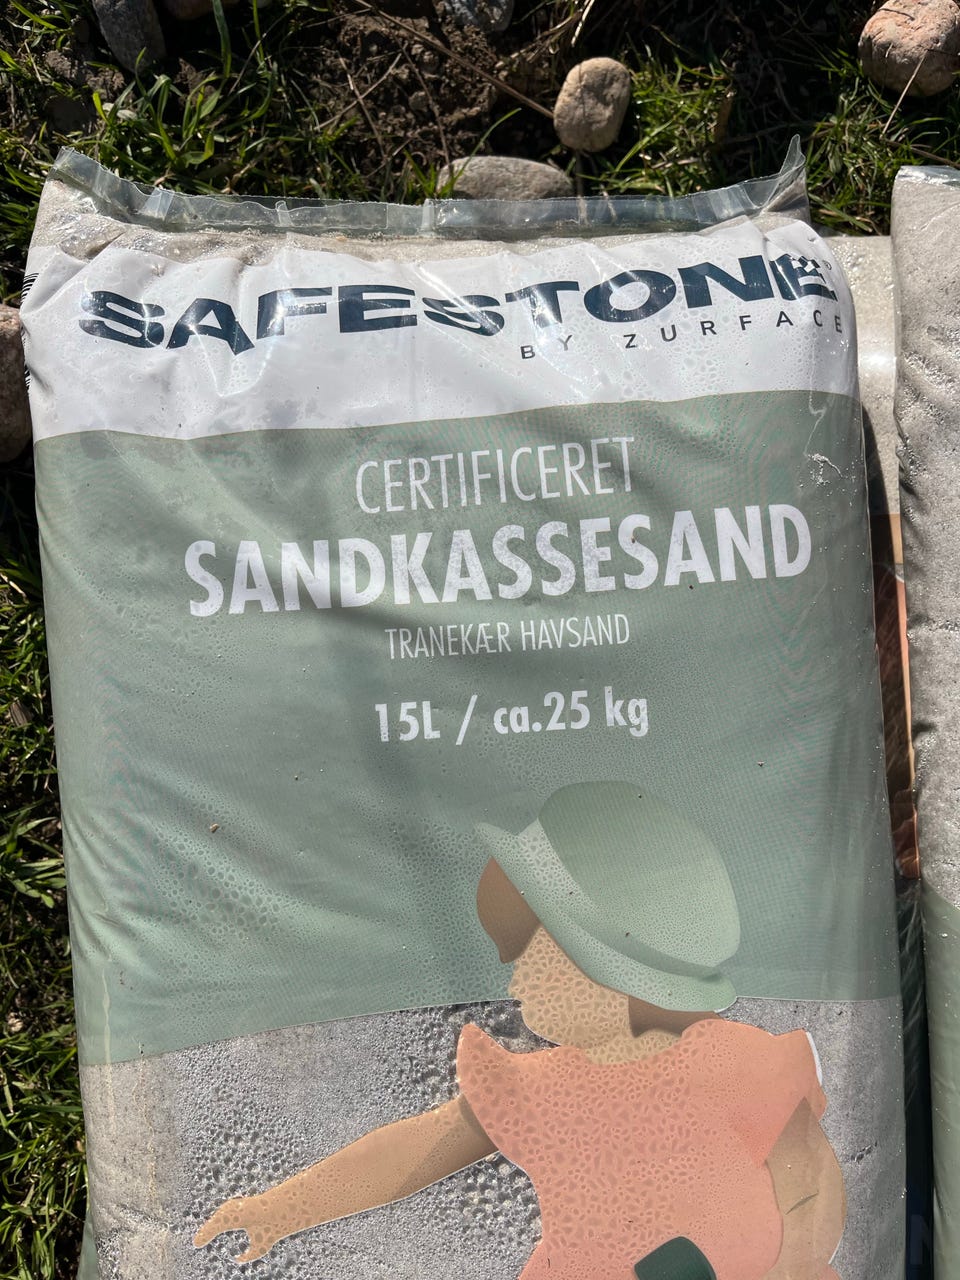 SAFESTONE
BY ZURFACE
CERTIFICERET
SANDKASSESAND
TRANEKÆR HAVSAND
15L / ca.25 kg